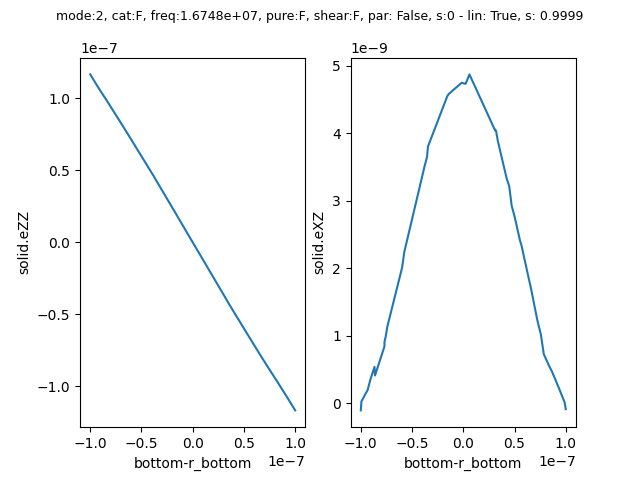 mode:2, cat:F, freq:1.6748e+07, pure:F, shear:F, par: False, s:0 - lin: True, s: 0.9999
1e−7
1.0
0.5
0.0
−0.5
−1.0
solid.eZZ
−1.0 −0.5 0.0 0.5 1.0
bottom-r_bottom 1e−7
1e−9
5
4
3
2
1
0
solid.eXZ
−1.0 −0.5 0.0 0.5 1.0
bottom-r_bottom 1e−7